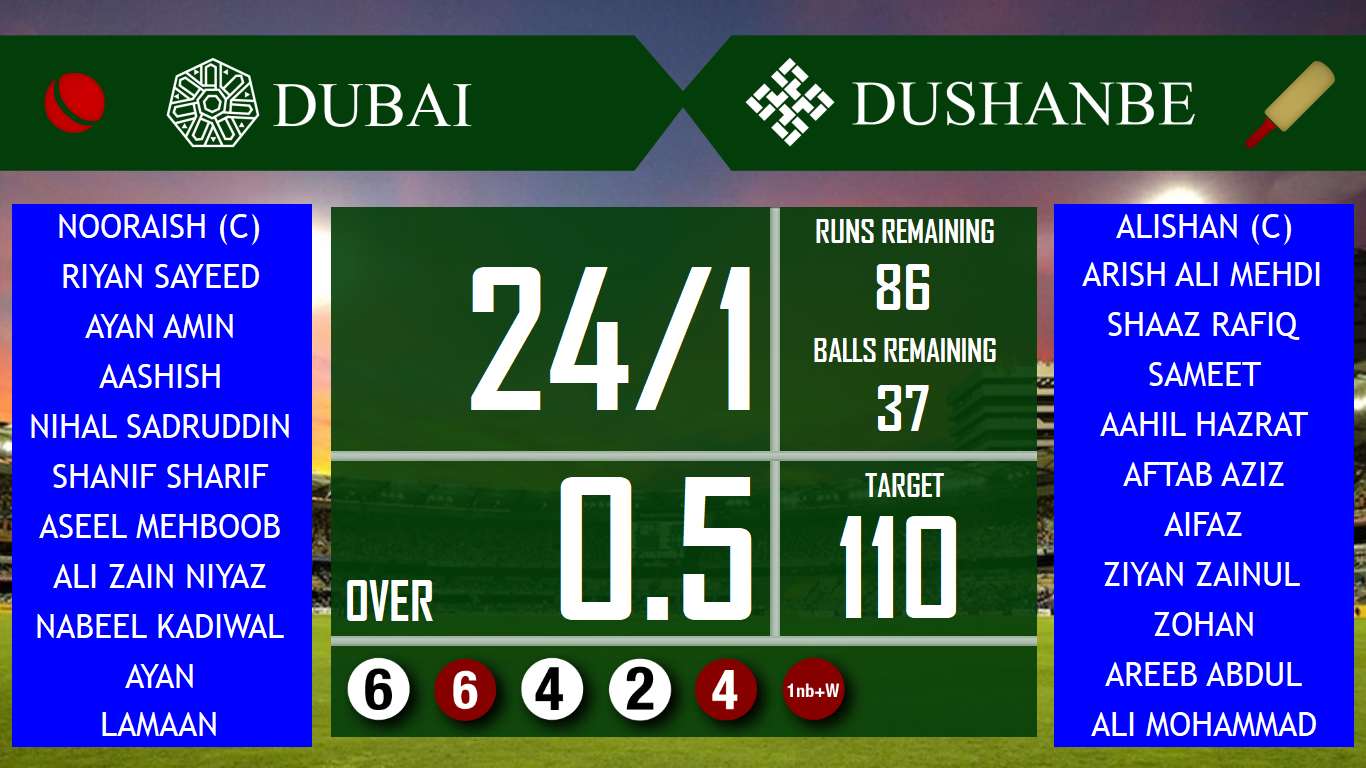 DUBAI
DUSHANBE
NOORAISH (C)
RIYAN SAYEED
AYAN AMIN
AASHISH
NIHAL SADRUDDIN
SHANIF SHARIF
ASEEL MEHBOOB
ALI ZAIN NIYAZ
NABEEL KADIWAL
AYAN
LAMAAN
24/1
RUNS REMAINING
86
BALLS REMAINING
37
OVER 0.5
TARGET
110
6 6 4 2 4 1nb+W
ALISHAN (C)
ARISH ALI MEHDI
SHAAZ RAFIQ
SAMEET
AAHIL HAZRAT
AFTAB AZIZ
AIFAZ
ZIYAN ZAINUL
ZOHAN
AREEB ABDUL
ALI MOHAMMAD